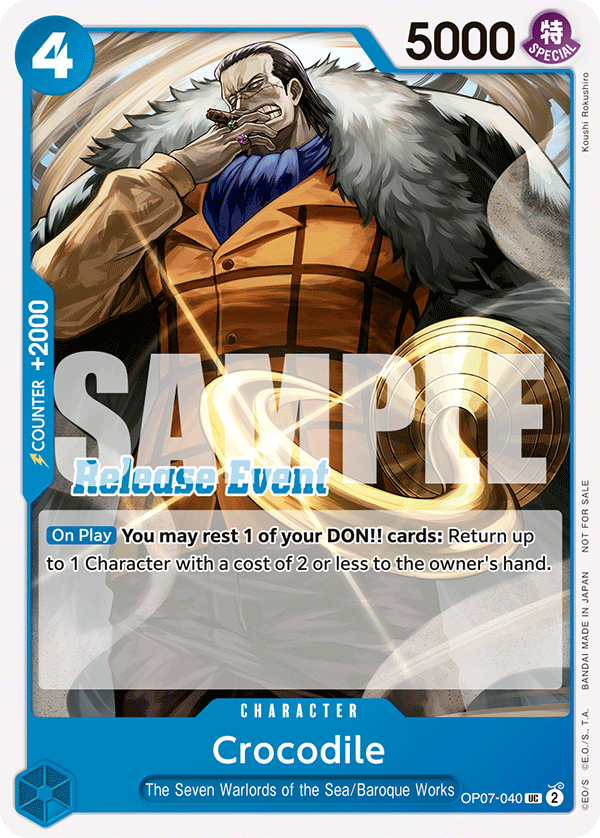 4
5000
特
SPECIAL
Koushi Rokushiro
COUNTER +2000
SAMPLE
Release Event
On Play You may rest 1 of your DON!! cards: Return up
to 1 Character with a cost of 2 or less to the owner's hand.
CHARACTER
Crocodile
The Seven Warlords of the Sea/Baroque Works
OP07-040 UC 2
©E.O/S ©E.O./S., T.A. BANDAI MADE IN JAPAN NOT FOR SALE